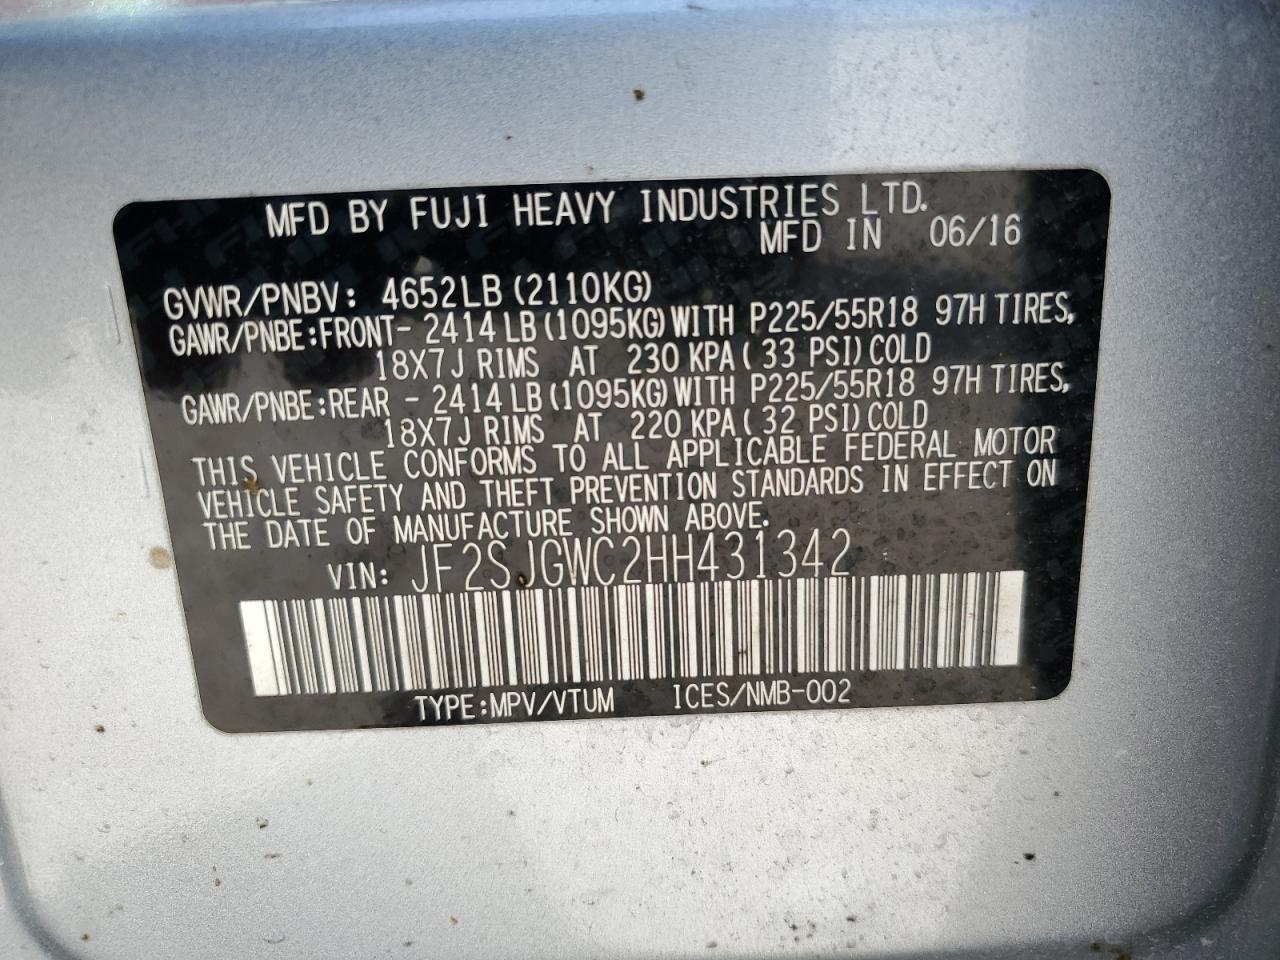 MFD BY FUJI HEAVY INDUSTRIES LTD.
MFD IN 06/16
GVWR/PNBV: 4652LB (2110KG)
GAWR/PNBE:FRONT- 2414 LB (1095KG) WITH P225/55R18 97H TIRES,
18X7J RIMS AT 230 KPA ( 33 PSI) COLD
GAWR/PNBE:REAR - 2414 LB (1095KG) WITH P225/55R18 97H TIRES,
18X7J RIMS AT 220 KPA ( 32 PSI) COLD
THIS VEHICLE CONFORMS TO ALL APPLICABLE FEDERAL MOTOR
VEHICLE SAFETY AND THEFT PREVENTION STANDARDS IN EFFECT ON
THE DATE OF MANUFACTURE SHOWN ABOVE.
VIN: JF2SJGWC2HH431342
TYPE:MPV/VTUM ICES/NMB-002